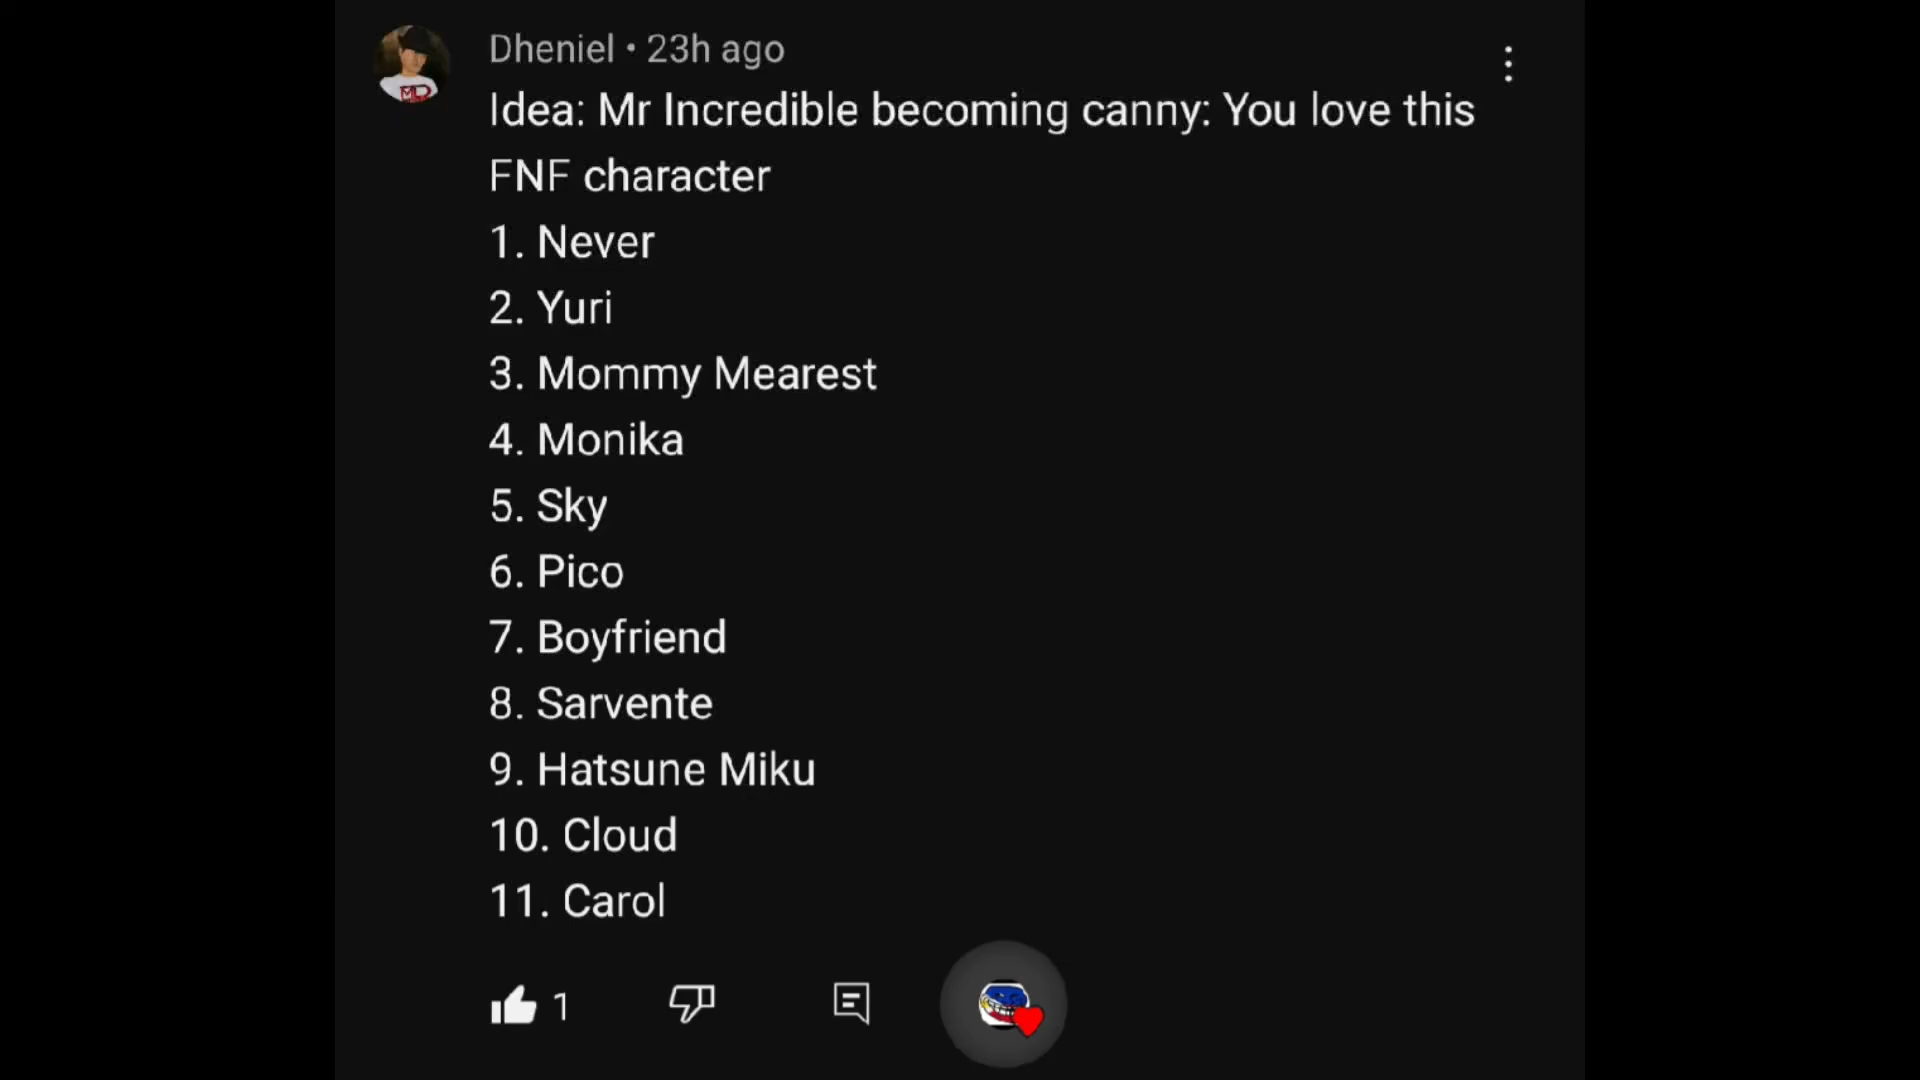 Dheniel • 23h ago
Idea: Mr Incredible becoming canny: You love this
FNF character
1. Never
2. Yuri
3. Mommy Mearest
4. Monika
5. Sky
6. Pico
7. Boyfriend
8. Sarvente
9. Hatsune Miku
10. Cloud
11. Carol
1